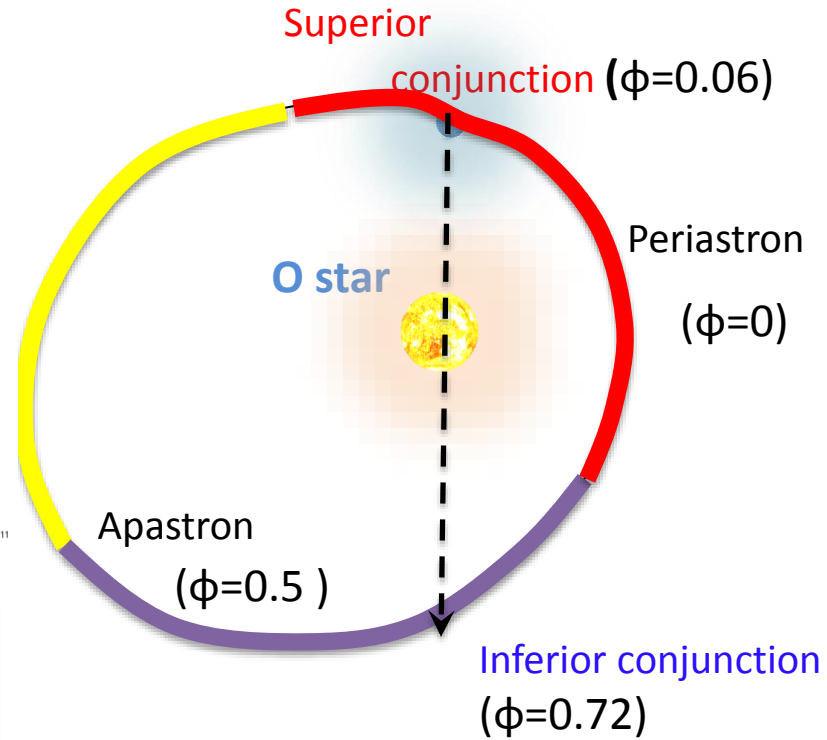 Superior
conjunction (φ=0.06)
Periastron
(φ=0)
O star
Apastron
(φ=0.5 )
"
Inferior conjunction
(φ=0.72)